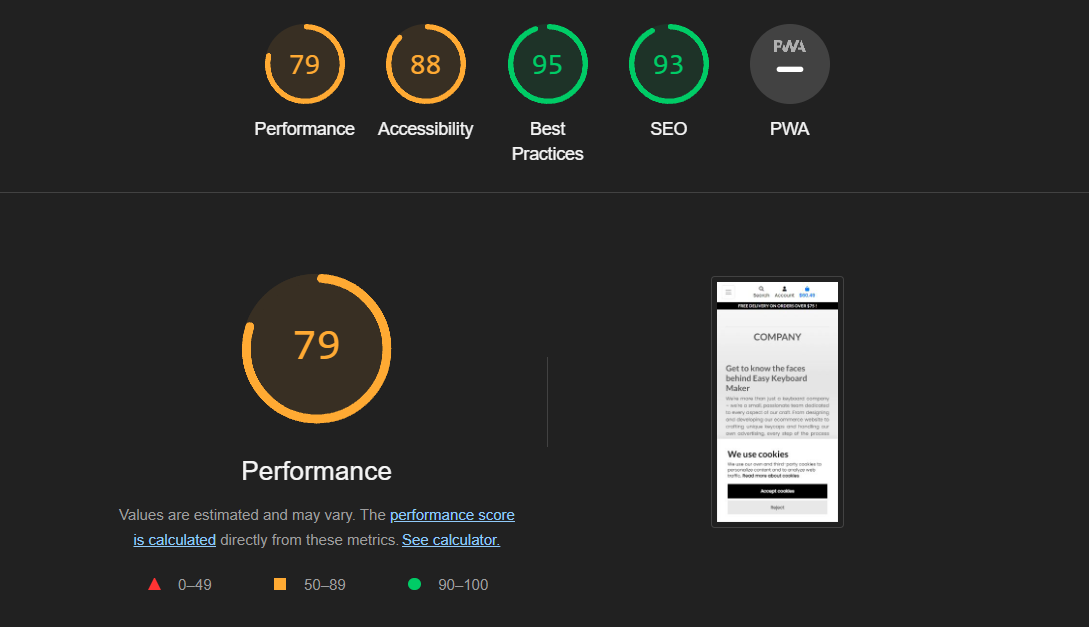 79
88
95
93
PWA
Performance
Accessibility
Best
Practices
SEO
PWA
79
Performance
Values are estimated and may vary. The performance score
is calculated directly from these metrics. See calculator.
0–49
50–89
90–100
Search
Account
$90.49
FREE DELIVERY ON ORDERS OVER $75 !
COMPANY
Get to know the faces
behind Easy Keyboard
Maker
We're more than just a keyboard company
– we're a small, passionate team dedicated
to every aspect of our craft. From designing
and developing our ecommerce website to
crafting unique keycaps and handling our
own advertising, every step of the process
We use cookies
We use our own and third-party cookies to
personalize content and to analyze web
traffic. Read more about cookies
Accept cookies
Reject